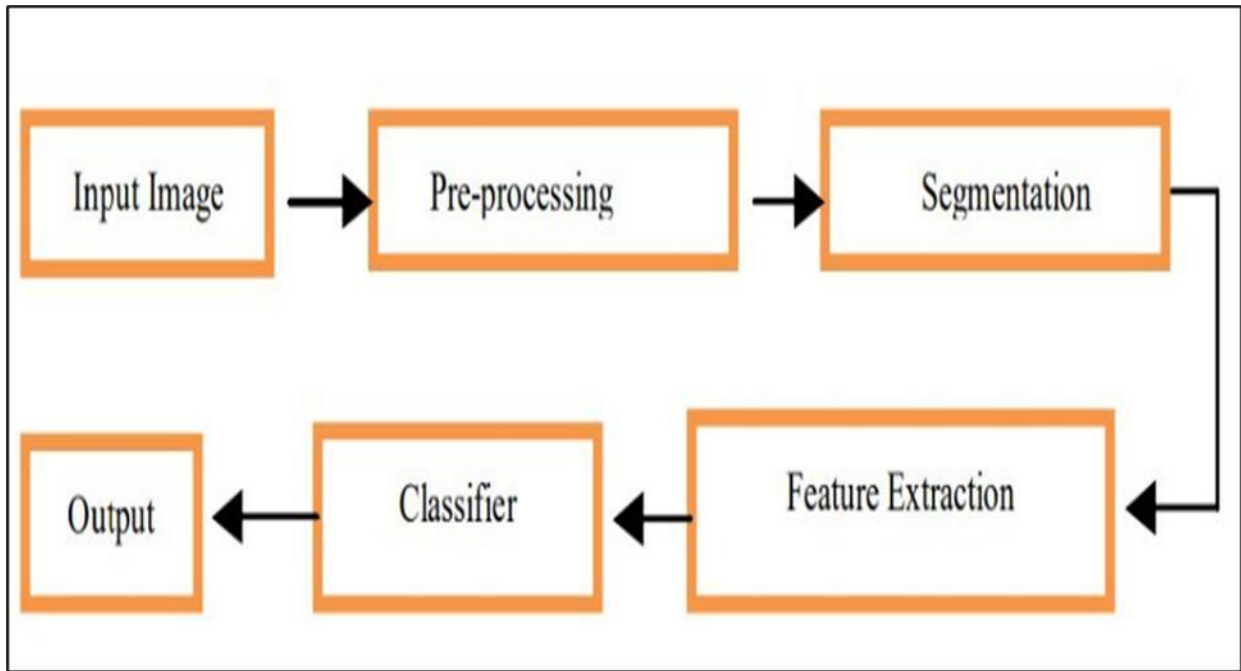 Input Image
Pre-processing
Segmentation
Feature Extraction
Classifier
Output